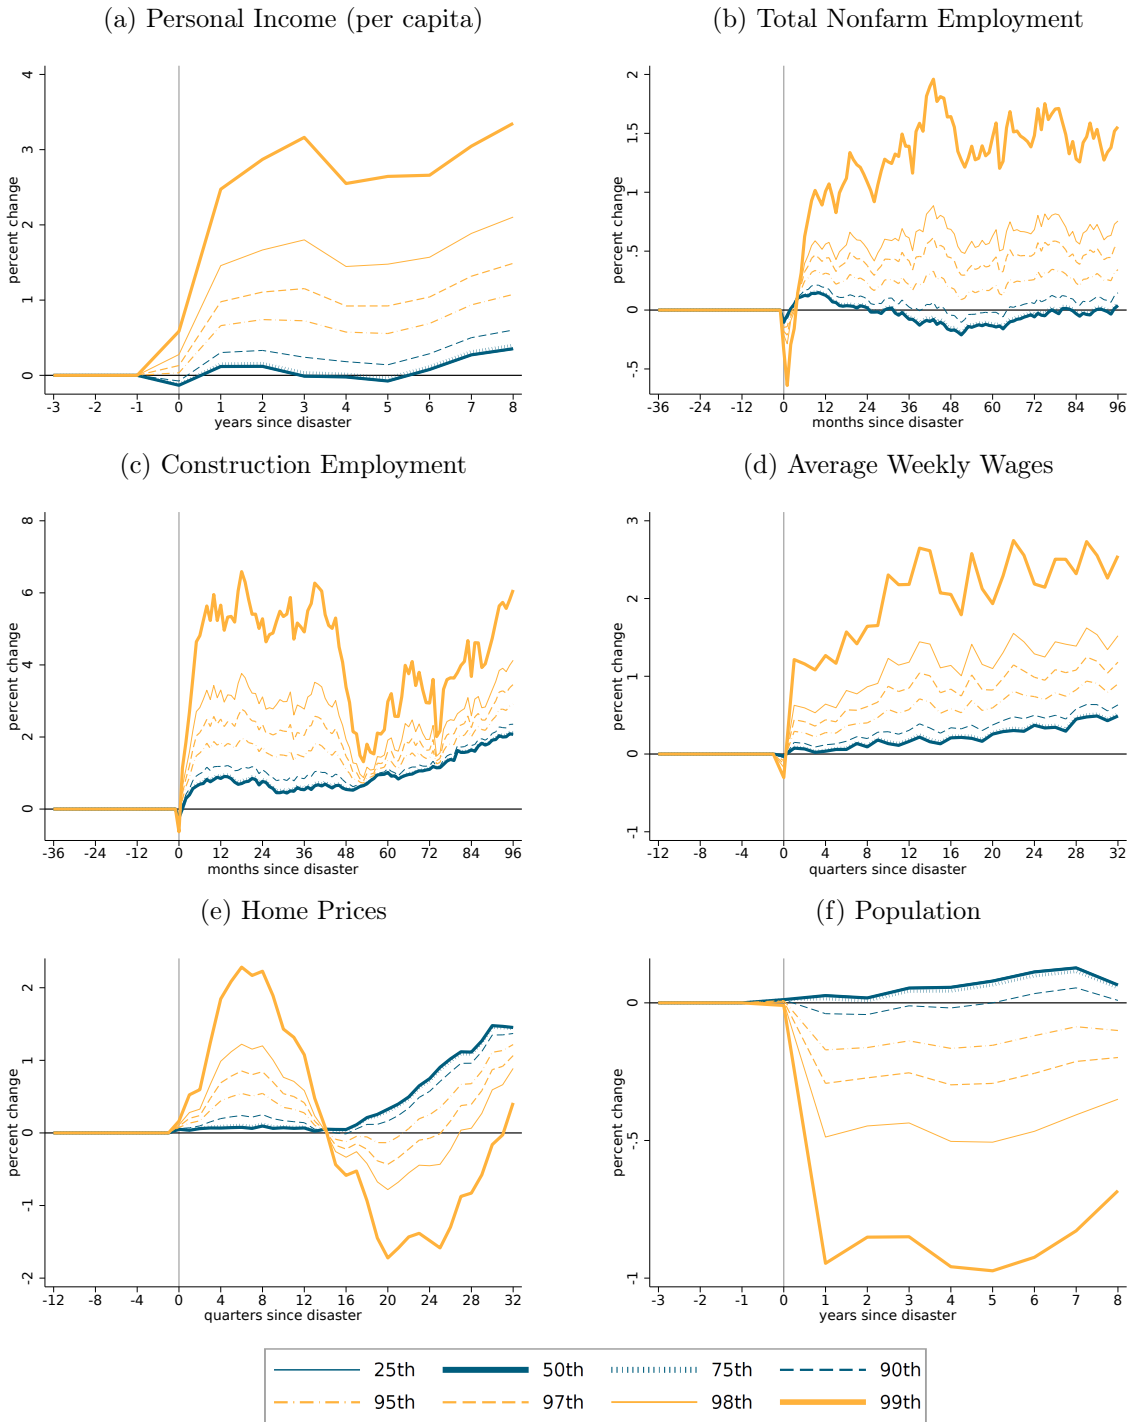 (a) Personal Income (per capita)
percent change
4
3
2
1
0
-3 -2 -1 0 1 2 3 4 5 6 7 8
years since disaster
(b) Total Nonfarm Employment
percent change
2
1.5
1
.5
0
-.5
-36 -24 -12 0 12 24 36 48 60 72 84 96
months since disaster
(c) Construction Employment
percent change
8
6
4
2
0
-36 -24 -12 0 12 24 36 48 60 72 84 96
months since disaster
(d) Average Weekly Wages
percent change
3
2
1
0
-1
-12 -8 -4 0 4 8 12 16 20 24 28 32
quarters since disaster
(e) Home Prices
percent change
2
1
0
-1
-2
-12 -8 -4 0 4 8 12 16 20 24 28 32
quarters since disaster
(f) Population
percent change
0
-.5
-1
-3 -2 -1 0 1 2 3 4 5 6 7 8
years since disaster
25th 50th 75th 90th
95th 97th 98th 99th